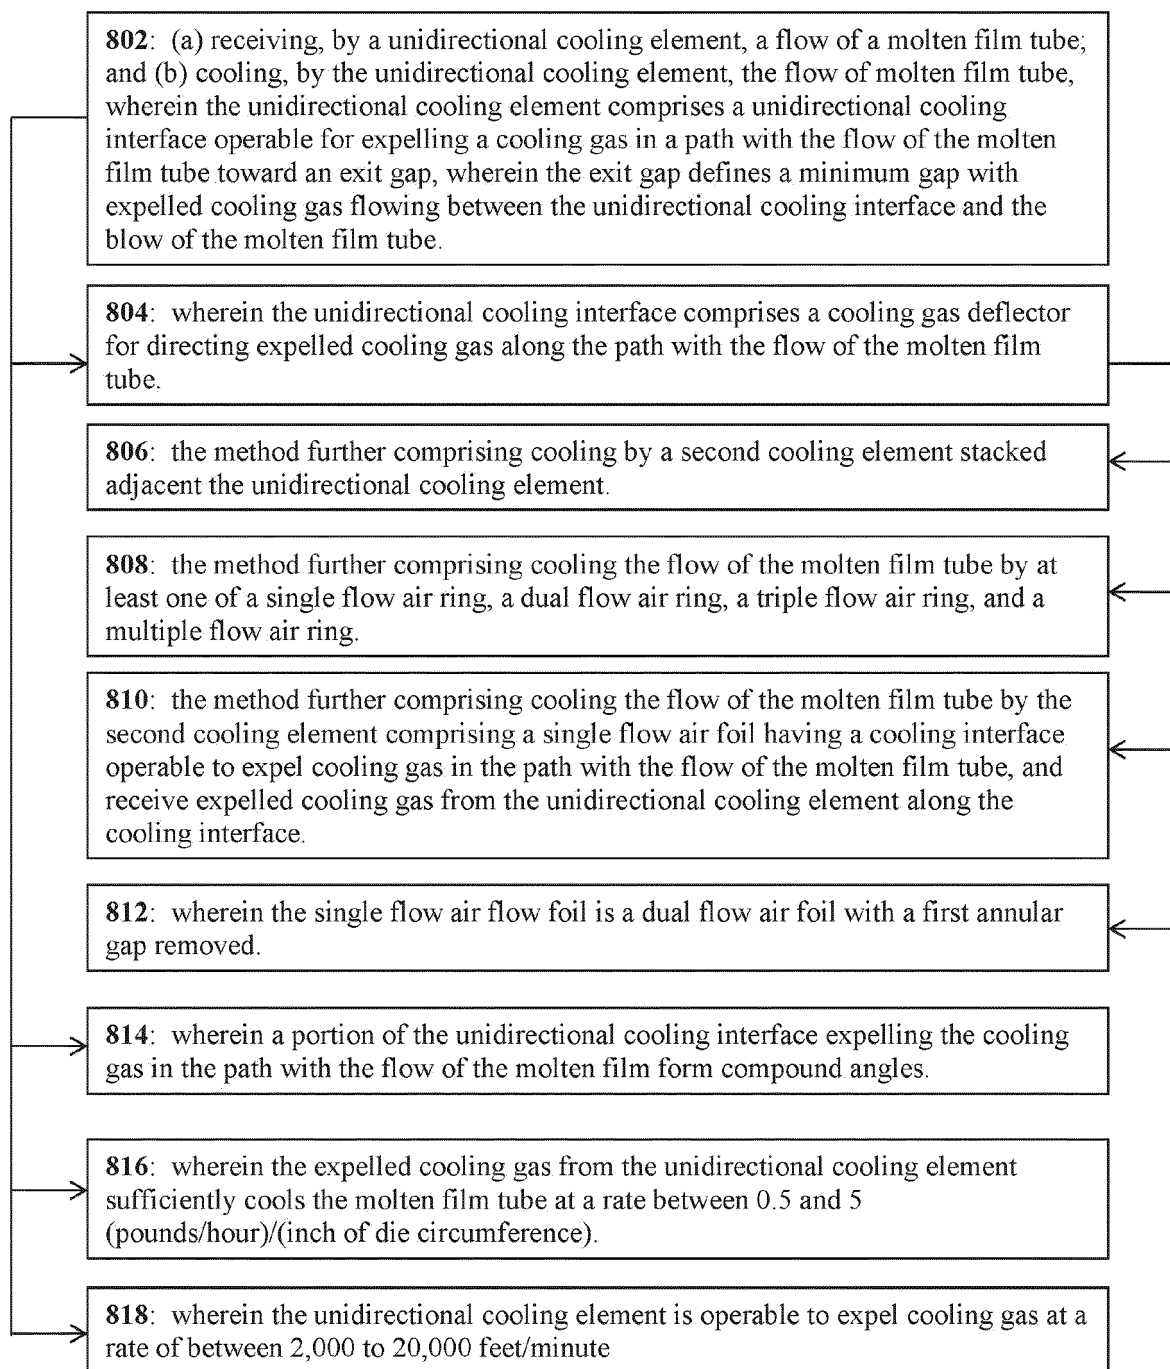 802: (a) receiving, by a unidirectional cooling element, a flow of a molten film tube;
and (b) cooling, by the unidirectional cooling element, the flow of molten film tube,
wherein the unidirectional cooling element comprises a unidirectional cooling
interface operable for expelling a cooling gas in a path with the flow of the molten
film tube toward an exit gap, wherein the exit gap defines a minimum gap with
expelled cooling gas flowing between the unidirectional cooling interface and the
blow of the molten film tube.
804: wherein the unidirectional cooling interface comprises a cooling gas deflector
for directing expelled cooling gas along the path with the flow of the molten film
tube.
806: the method further comprising cooling by a second cooling element stacked
adjacent the unidirectional cooling element.
808: the method further comprising cooling the flow of the molten film tube by at
least one of a single flow air ring, a dual flow air ring, a triple flow air ring, and a
multiple flow air ring.
810: the method further comprising cooling the flow of the molten film tube by the
second cooling element comprising a single flow air foil having a cooling interface
operable to expel cooling gas in the path with the flow of the molten film tube, and
receive expelled cooling gas from the unidirectional cooling element along the
cooling interface.
812: wherein the single flow air flow foil is a dual flow air foil with a first annular
gap removed.
814: wherein a portion of the unidirectional cooling interface expelling the cooling
gas in the path with the flow of the molten film form compound angles.
816: wherein the expelled cooling gas from the unidirectional cooling element
sufficiently cools the molten film tube at a rate between 0.5 and 5
(pounds/hour)/(inch of die circumference).
818: wherein the unidirectional cooling element is operable to expel cooling gas at a
rate of between 2,000 to 20,000 feet/minute